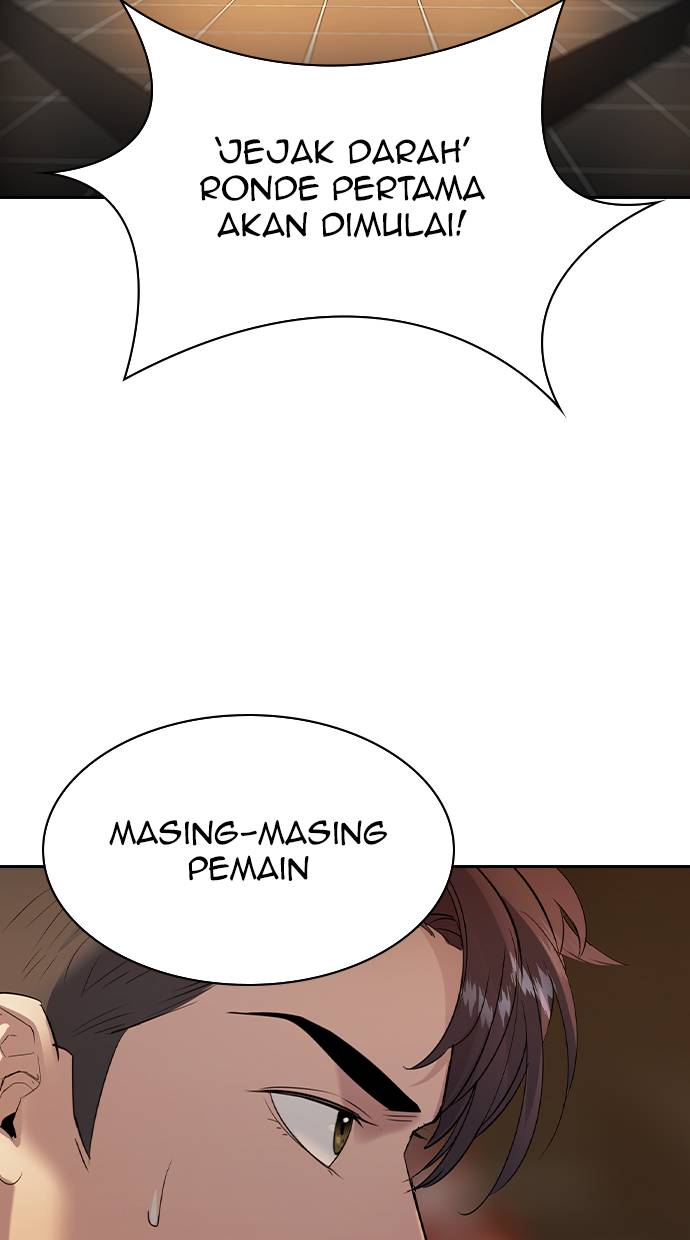 'JEJAK DARAH'
RONDE PERTAMA
AKAN DIMULAI!
MASING-MASING
PEMAIN